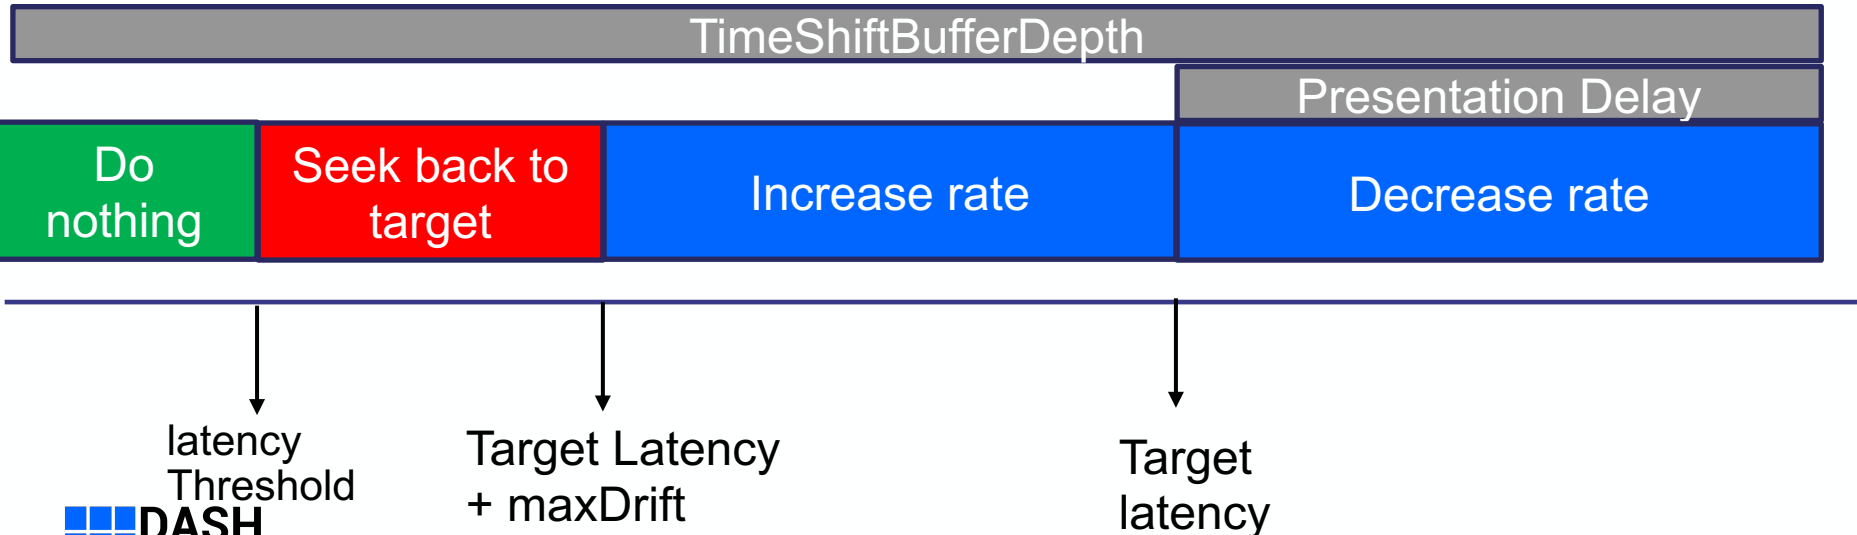 TimeShiftBufferDepth
Presentation Delay
Do
nothing
Seek back to
target
Increase rate
Decrease rate
latency
Threshold
Target Latency
+ maxDrift
Target
latency
DASH